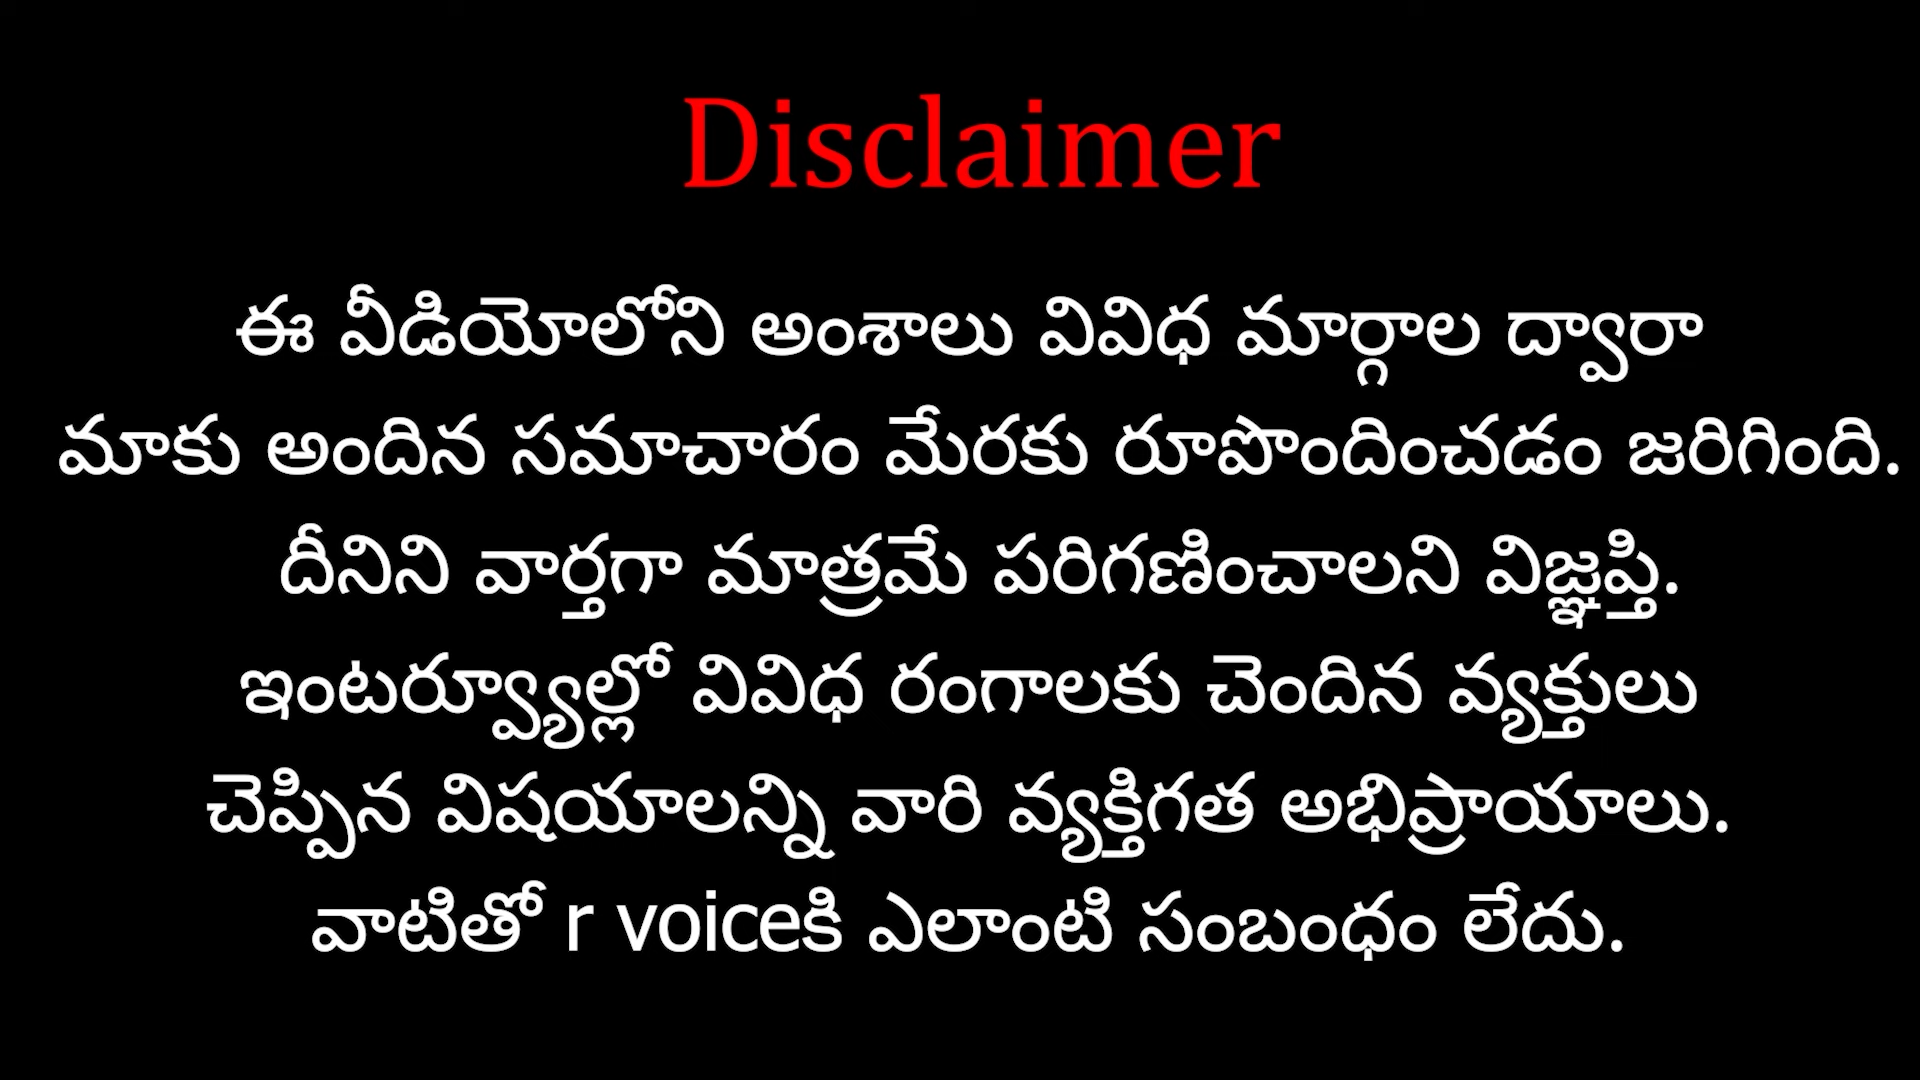 Disclaimer
ఈ వీడియోలోని అంశాలు వివిధ మార్గాల ద్వారా
మాకు అందిన సమాచారం మేరకు రూపొందించడం జరిగింది.
దీనిని వార్తగా మాత్రమే పరిగణించాలని విజ్ఞప్తి.
ఇంటర్వ్యూల్లో వివిధ రంగాలకు చెందిన వ్యక్తులు
చెప్పిన విషయాలన్ని వారి వ్యక్తిగత అభిప్రాయాలు.
వాటితో r voiceకి ఎలాంటి సంబంధం లేదు.